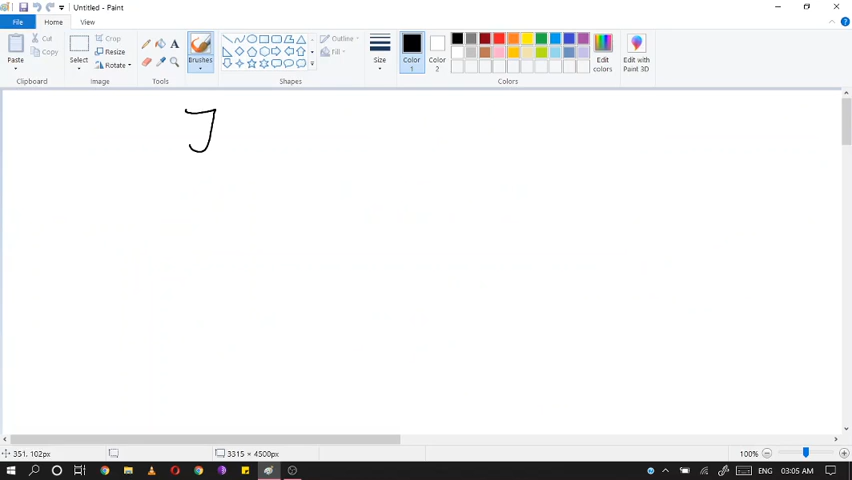 Untitled - Paint
File
Home
View
Paste
Cut
Copy
Clipboard
Select
Crop
Resize
Rotate
Image
A
Tools
Brushes
Outline
Fill
Shapes
Size
Color 1
Color 2
Edit colors
Colors
Edit with Paint 3D
J
351, 102px
3315 × 4500px
100%
ENG
03:05 AM